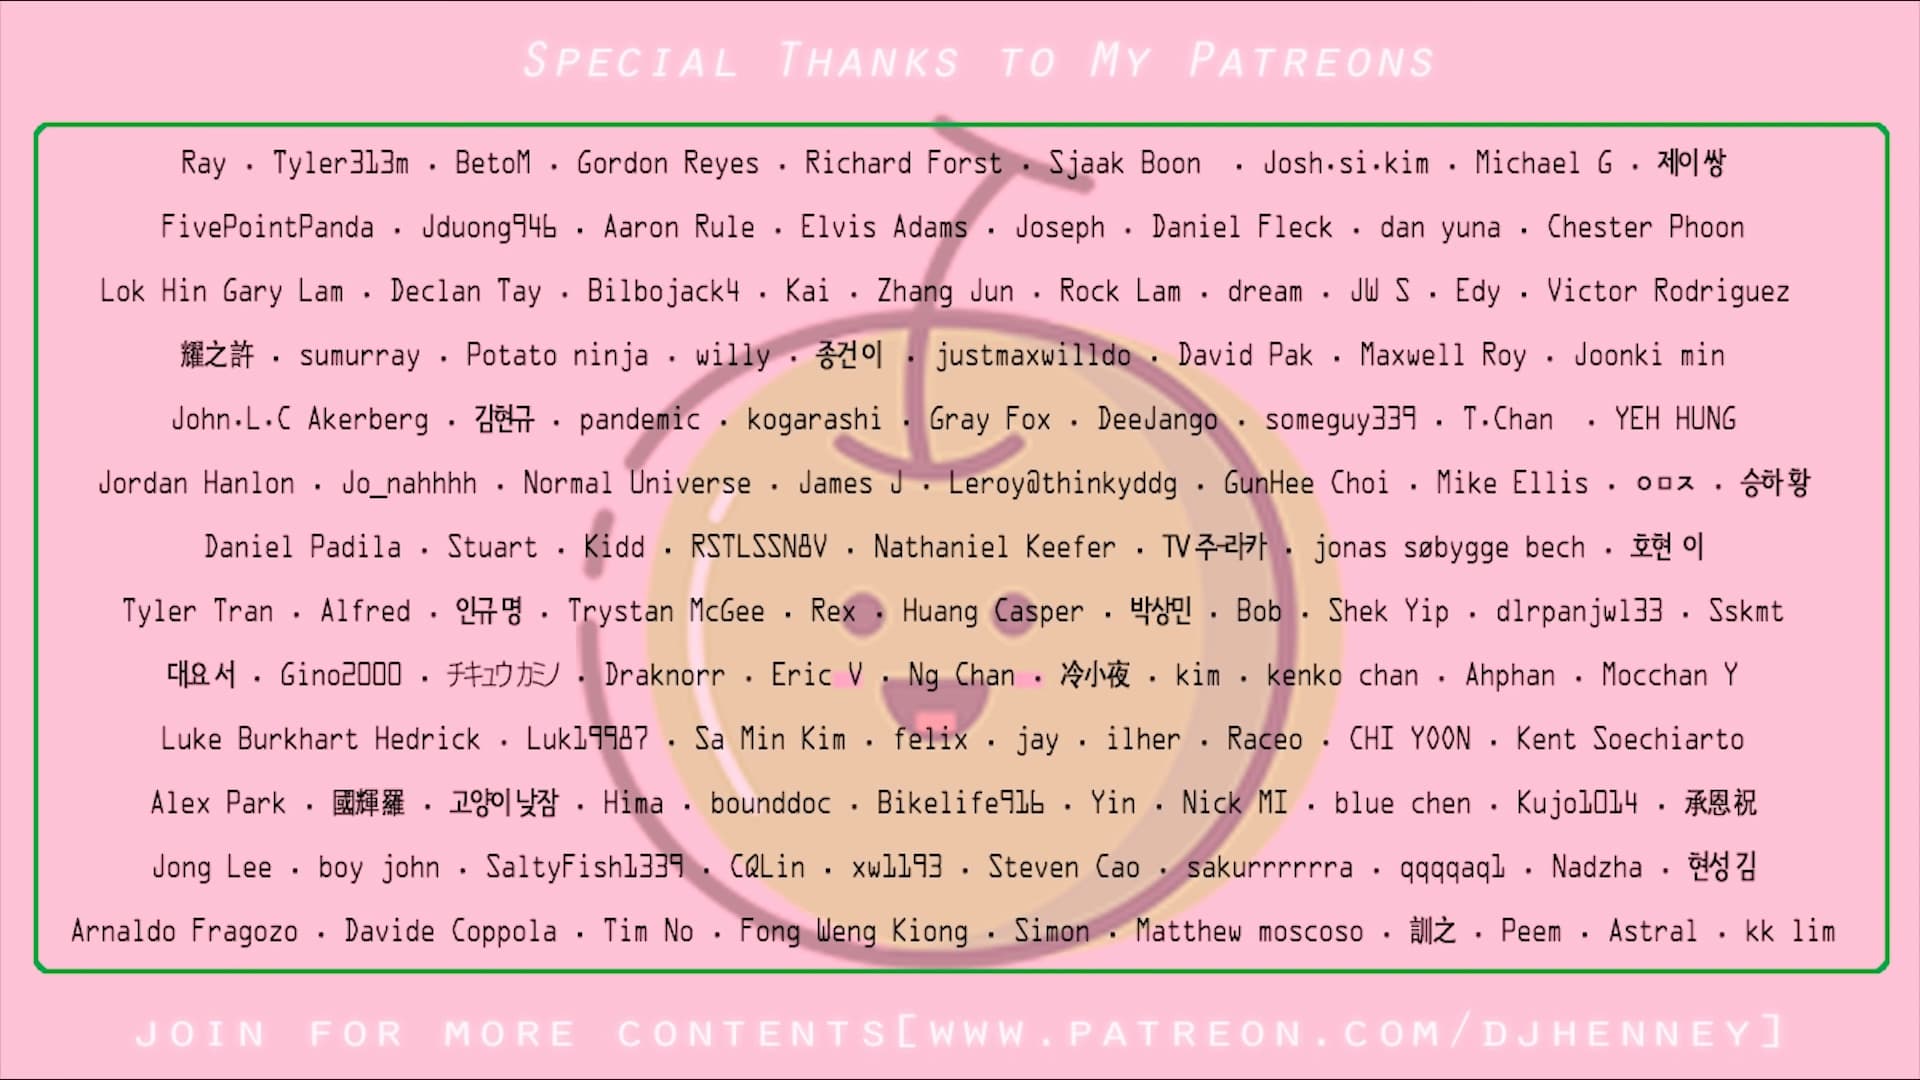 Special Thanks to My Patreons
Ray · Tyler313m · BetoM · Gordon Reyes · Richard Forst · Sjaak Boon · Josh.si.kim · Michael G · 제이쌍
FivePointPanda · Jduong946 · Aaron Rule · Elvis Adams · Joseph · Daniel Fleck · dan yuna · Chester Phoon
Lok Hin Gary Lam · Declan Tay · Bilbojack4 · Kai · Zhang Jun · Rock Lam · dream · JW S · Edy · Victor Rodriguez
耀之許 · sumurray · Potato ninja · willy · 종건이 · justmaxwilldo · David Pak · Maxwell Roy · Joonki min
John.L.C Akerberg · 김현규 · pandemic · kogarashi · Gray Fox · DeeJango · someguy339 · T.Chan · YEH HUNG
Jordan Hanlon · Jo_nahhhh · Normal Universe · James J · Leroy@thinkyddg · GunHee Choi · Mike Ellis · ㅇㅁㅈ · 승하황
Daniel Padila · Stuart · Kidd · RSTLSSN8V · Nathaniel Keefer · TV주라카 · jonas søbygge bech · 호현 이
Tyler Tran · Alfred · 인규명 · Trystan McGee · Rex · Huang Casper · 박상민 · Bob · Shek Yip · dlrpanjwl33 · Sskmt
대요서 · Gino2000 · チキュウカミノ · Draknorr · Eric V · Ng Chan · 冷小夜 · kim · kenko chan · Ahphan · Mocchan Y
Luke Burkhart Hedrick · Luk19987 · Sa Min Kim · felix · jay · ilher · Raceo · CHI YOON · Kent Soechiarto
Alex Park · 國輝羅 · 고양이낮잠 · Hima · bounddoc · Bikelife916 · Yin · Nick MI · blue chen · Kujo1014 · 承恩祝
Jong Lee · boy john · SaltyFish1339 · CQLin · xw1193 · Steven Cao · sakurrrrrra · qqqqaq1 · Nadzha · 현성김
Arnaldo Fragozo · Davide Coppola · Tim No · Fong Weng Kiong · Simon · Matthew moscoso · 訓之 · Peem · Astral · kk lim
JOIN FOR MORE CONTENTS[WWW.PATREON.COM/DJHENNEY]